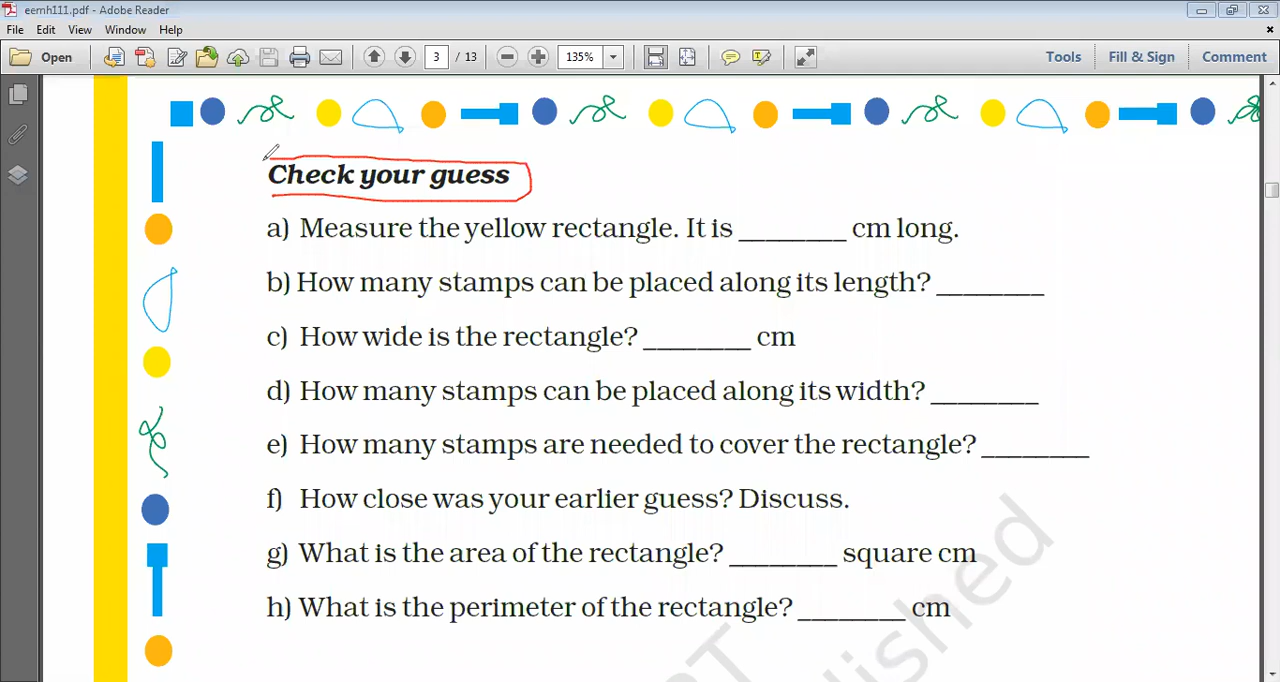 eemh111.pdf - Adobe Reader
File Edit View Window Help
Open 3 / 13 135% Tools Fill & Sign Comment
Check your guess
a) Measure the yellow rectangle. It is ________ cm long.
b) How many stamps can be placed along its length? ________
c) How wide is the rectangle? ________ cm
d) How many stamps can be placed along its width? ________
e) How many stamps are needed to cover the rectangle? ________
f) How close was your earlier guess? Discuss.
g) What is the area of the rectangle? ________ square cm
h) What is the perimeter of the rectangle? ________ cm